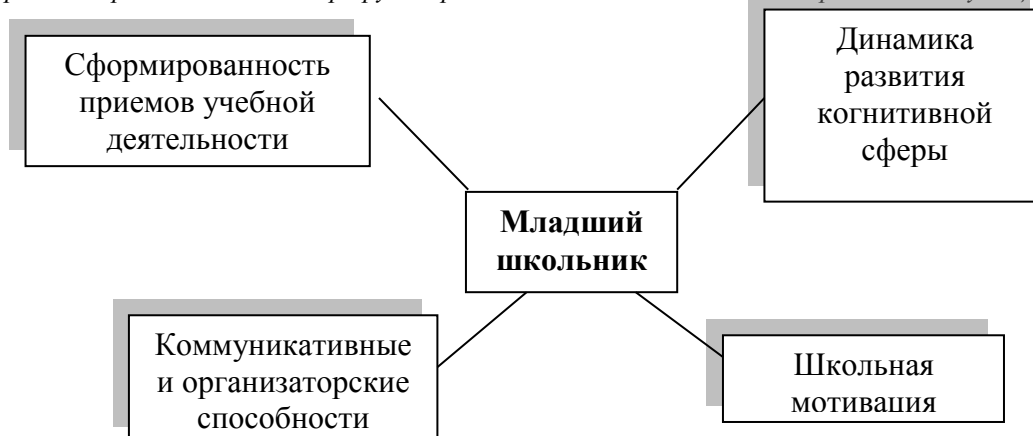 Сформированность
приемов учебной
деятельности
Динамика
развития
когнитивной
сферы
Младший
школьник
Коммуникативные
и организаторские
способности
Школьная
мотивация